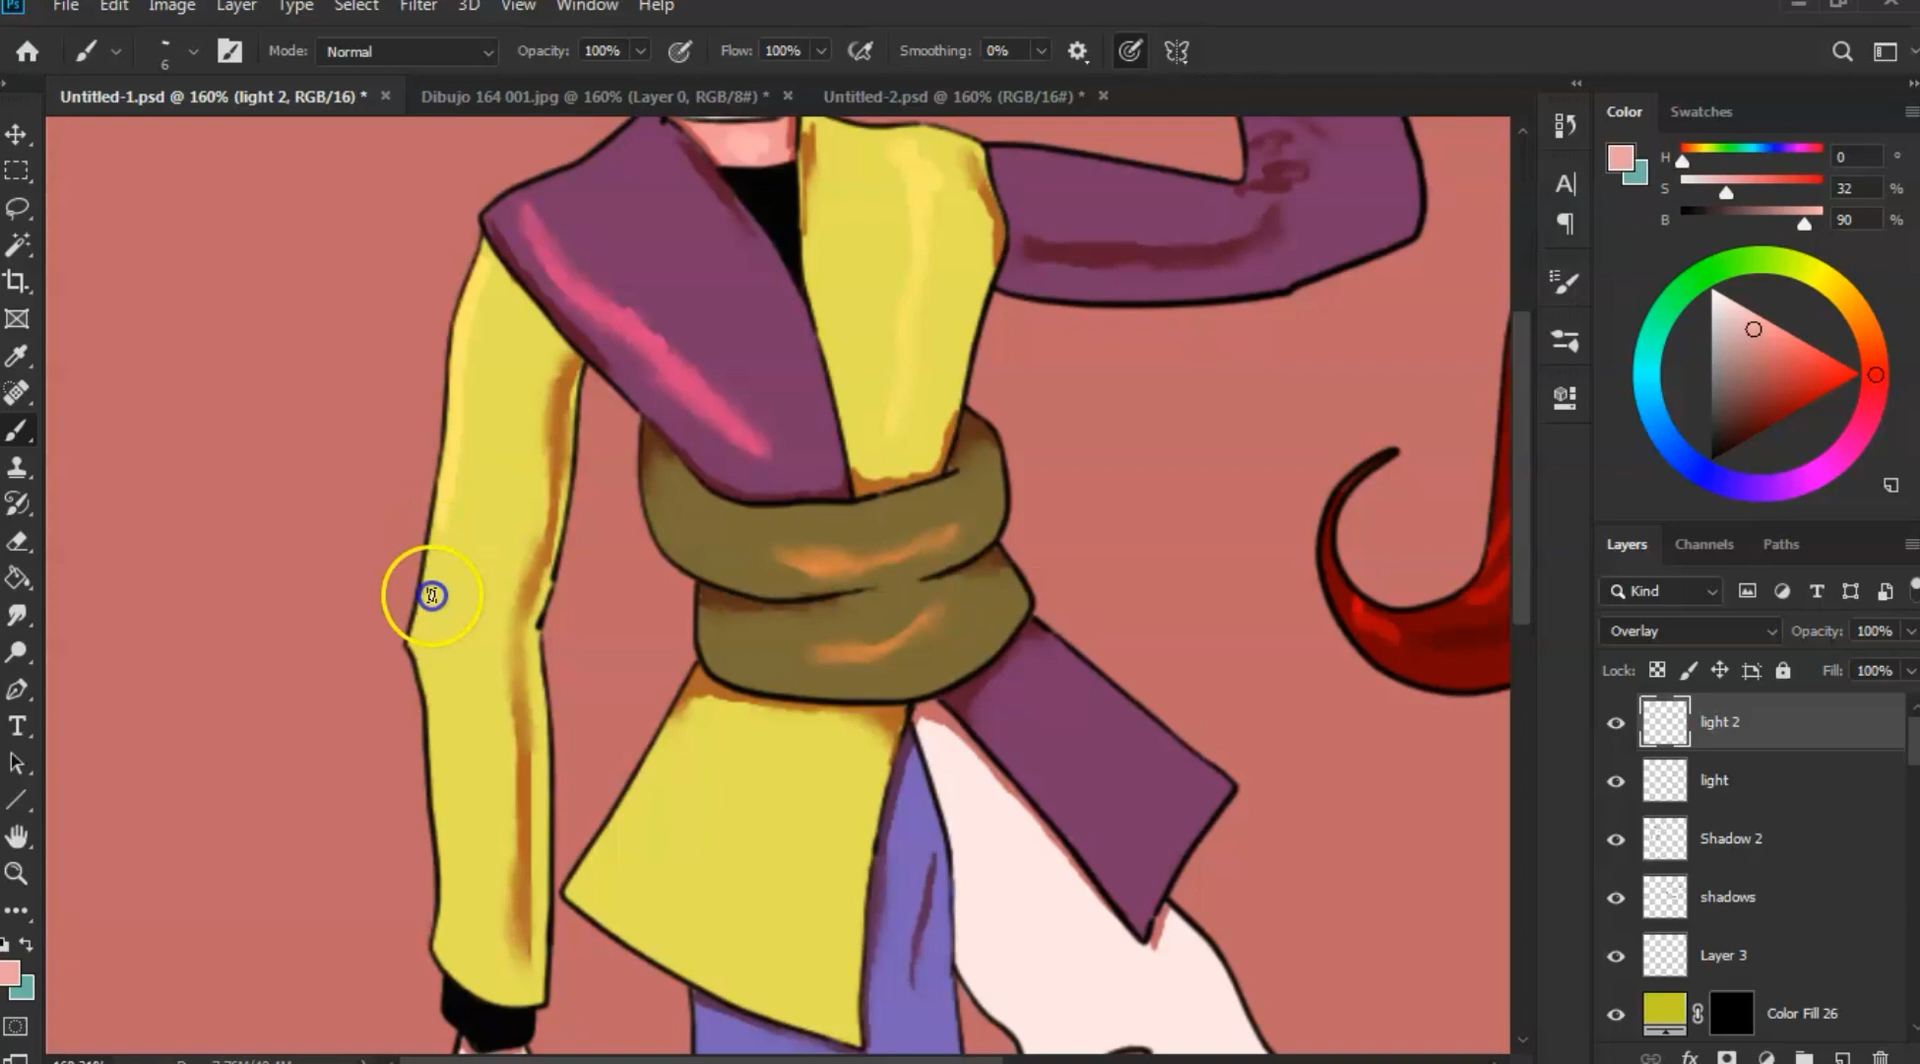 Ps File Edit Image Layer Type Select Filter 3D View Window Help
6 Mode: Normal Opacity: 100% Flow: 100% Smoothing: 0%
Untitled-1.psd @ 160% (light 2, RGB/16) * × Dibujo 164 001.jpg @ 160% (Layer 0, RGB/8#) * × Untitled-2.psd @ 160% (RGB/16#) * ×
Color Swatches
H 0 °
S 32 %
B 90 %
Layers Channels Paths
Kind
Overlay Opacity: 100%
Lock: Fill: 100%
light 2
light
Shadow 2
shadows
Layer 3
Color Fill 26